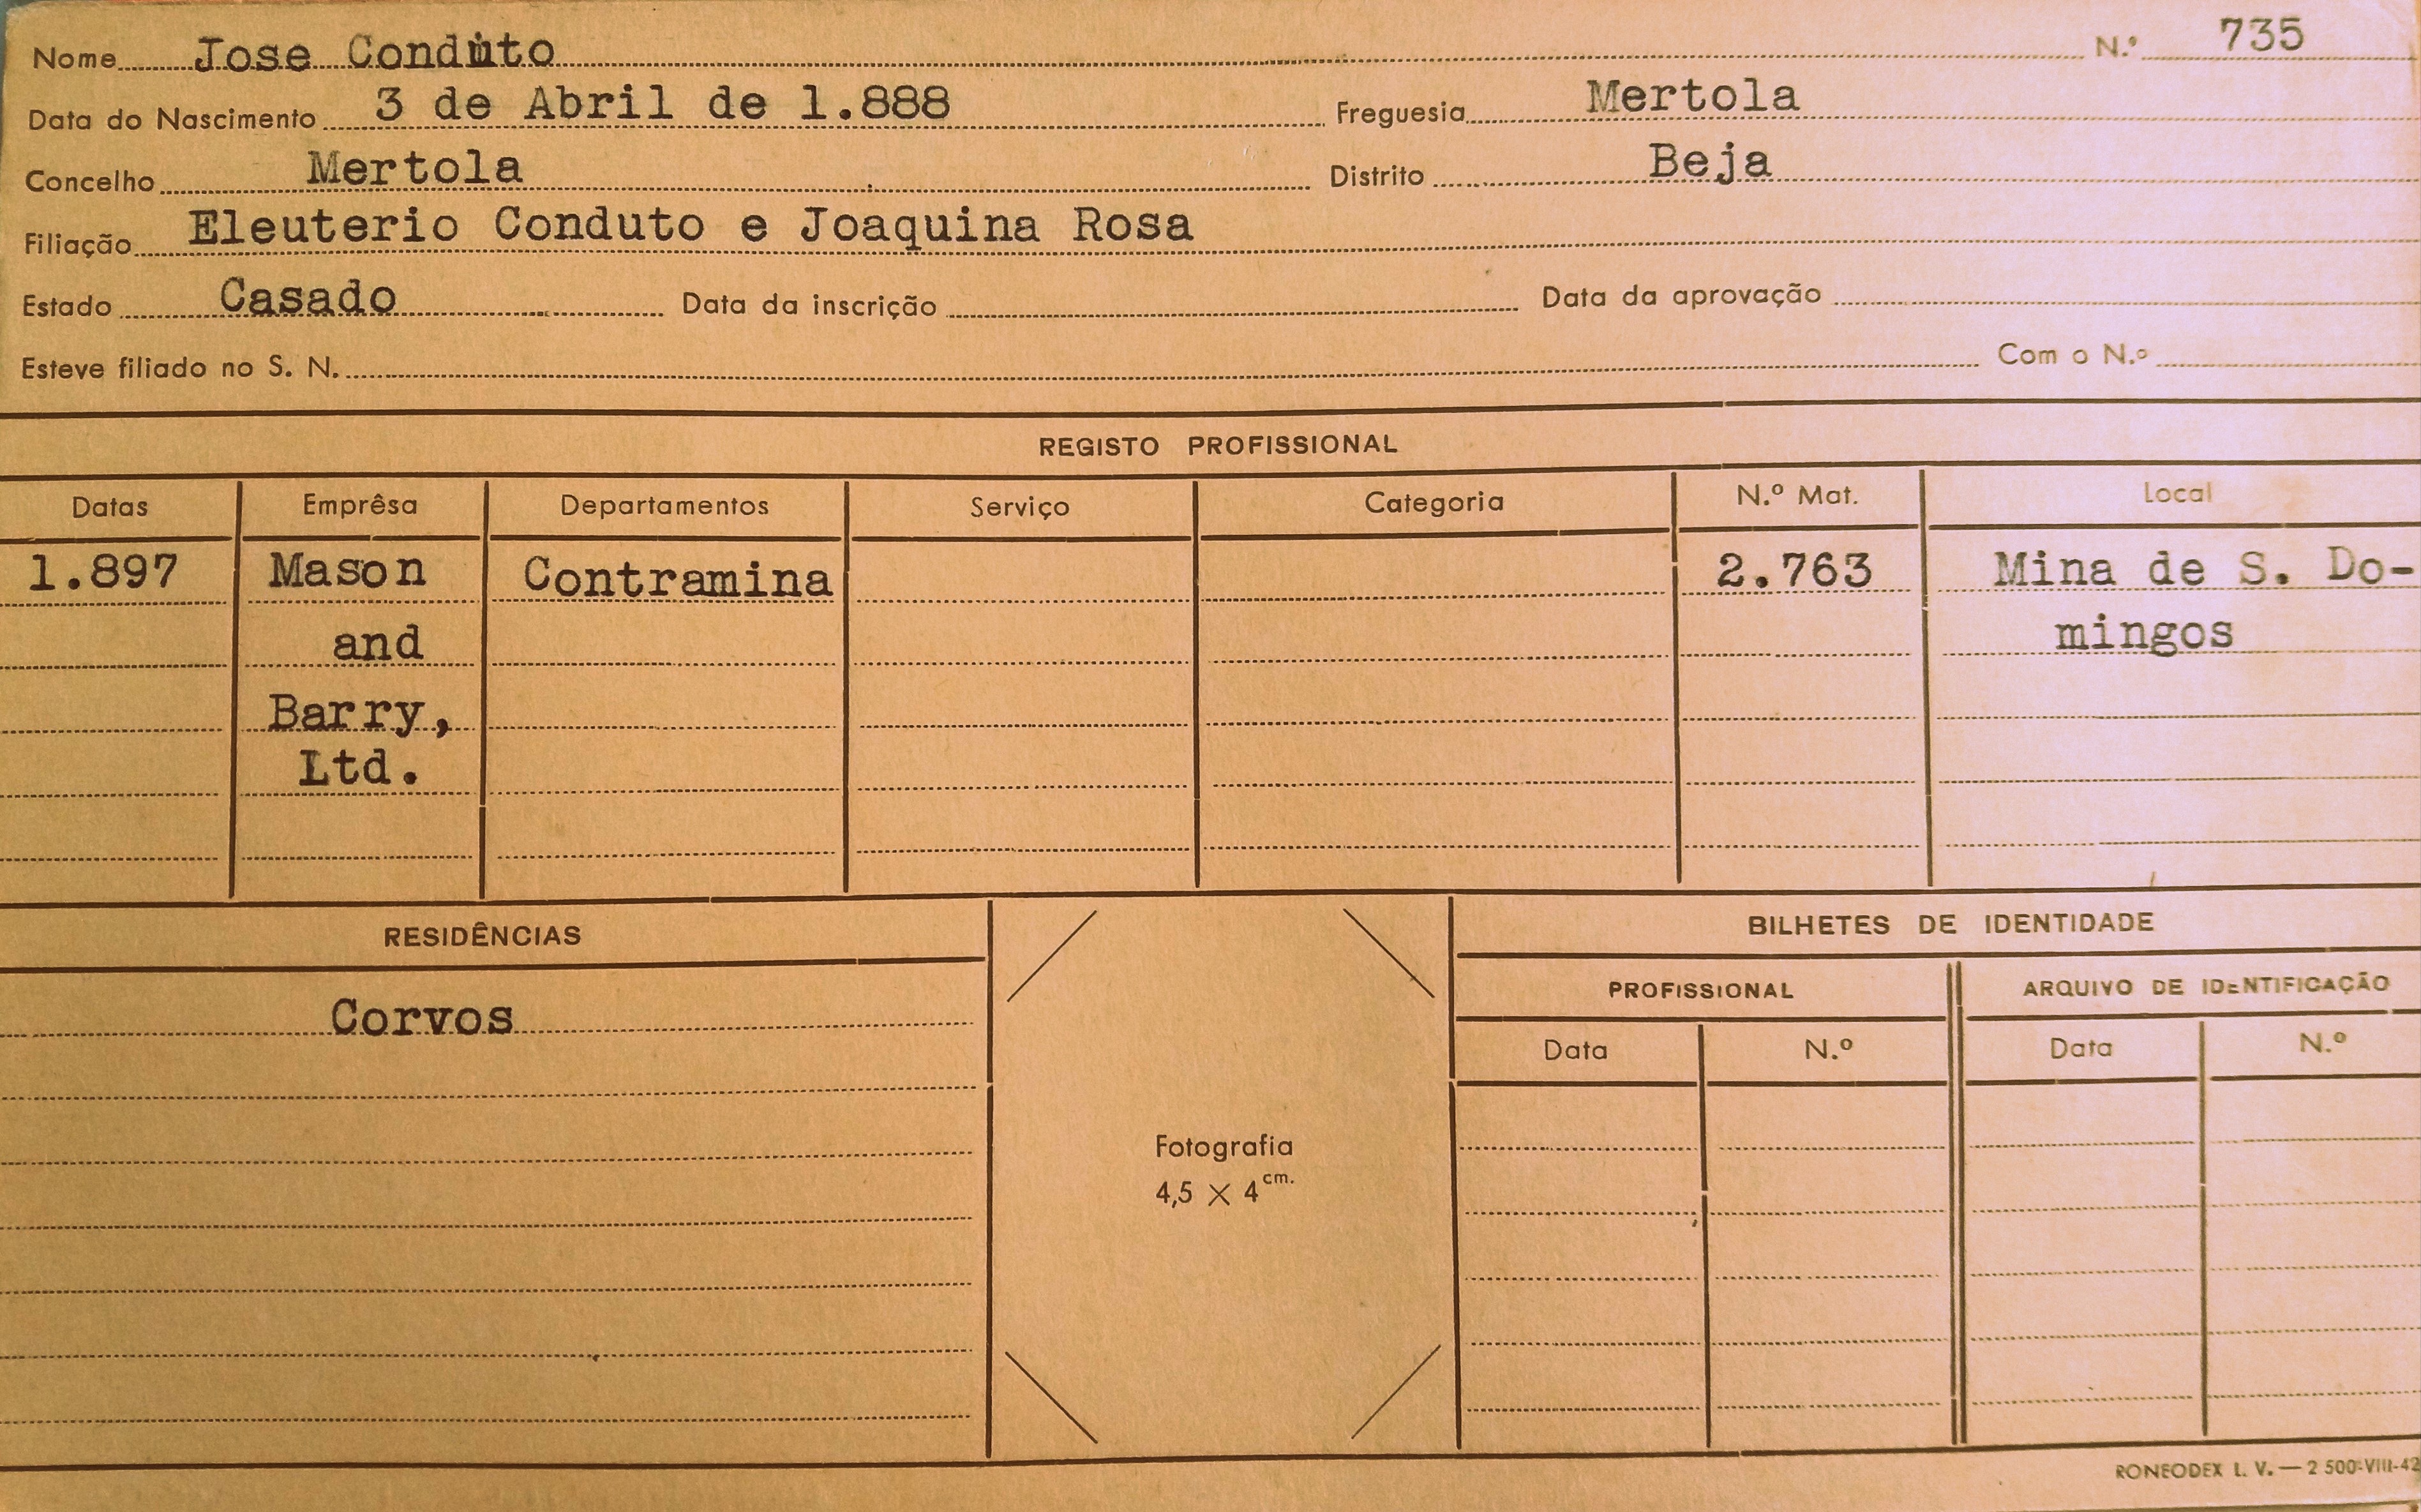 Nome Jose Conduto N.º 735
Data do Nascimento 3 de Abril de 1.888 Freguesia Mertola
Concelho Mertola Distrito Beja
Filiação Eleuterio Conduto e Joaquina Rosa
Estado Casado Data da inscrição Data da aprovação
Esteve filiado no S. N. Com o N.º
REGISTO PROFISSIONAL
Datas Emprêsa Departamentos Serviço Categoria N.º Mat. Local
1.897 Mason Contramina 2.763 Mina de S. Do-
and mingos
Barry,
Ltd.
RESIDÊNCIAS BILHETES DE IDENTIDADE
PROFISSIONAL ARQUIVO DE IDENTIFICAÇÃO
Corvos
Data N.º Data N.º
Fotografia
4,5 × 4 cm.
RONEODEX L. V. — 2 500-VIII-42